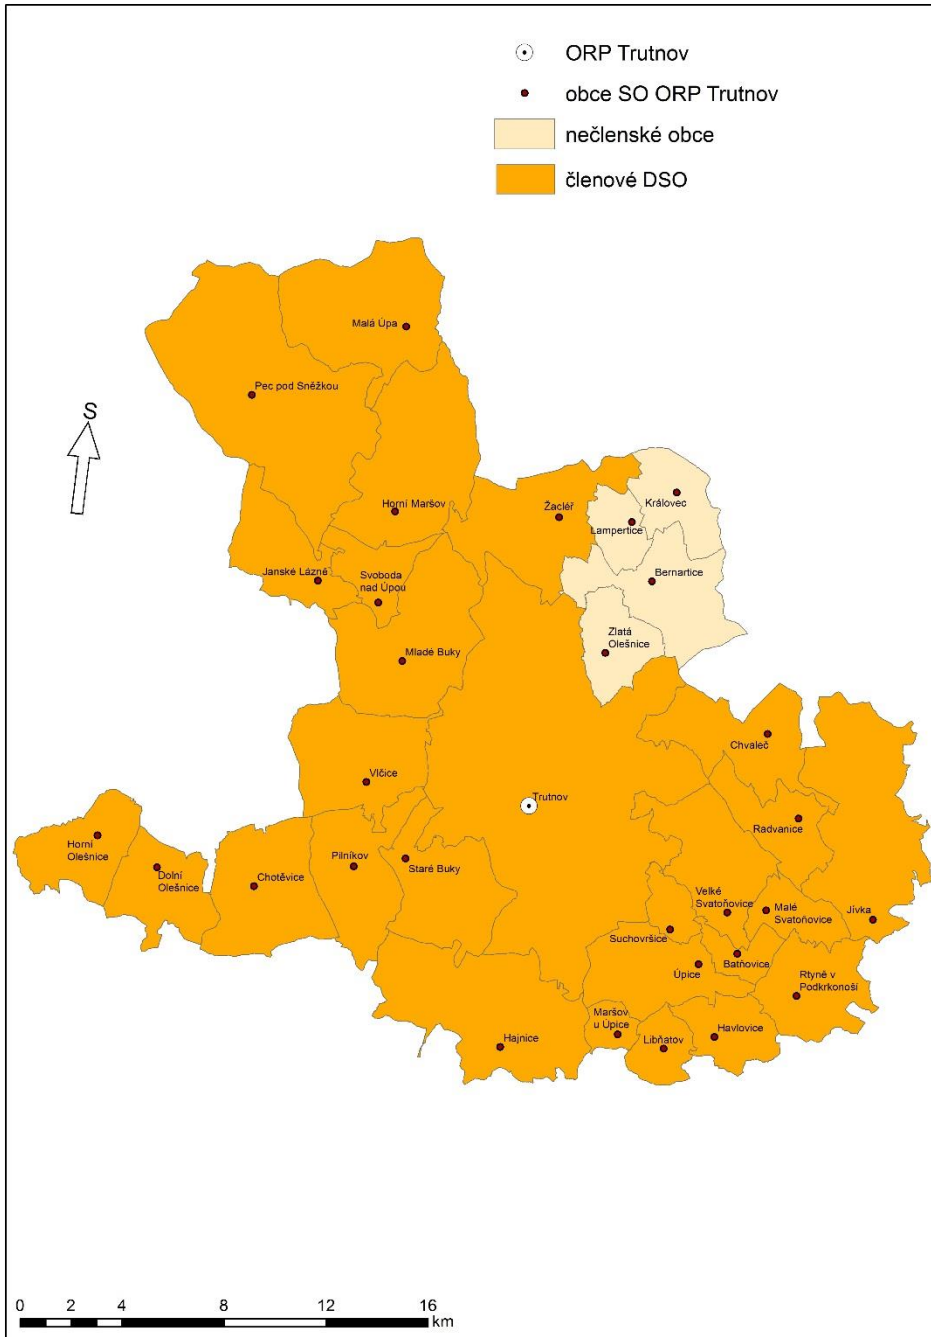 ORP Trutnov
obce SO ORP Trutnov
nečlenské obce
členové DSO
Malá Úpa
Pec pod Sněžkou
S
Královec
Horní Maršov
Žacléř
Lampertice
Janské Lázně
Svoboda
nad Úpou
Bernartice
Zlatá
Olešnice
Mladé Buky
Chvaleč
Vlčice
Trutnov
Radvanice
Horní
Olešnice
Dolní
Olešnice
Chotěvice
Pilníkov
Staré Buky
Velké
Svatoňovice
Malé
Svatoňovice
Jívka
Suchovršice
Batňovice
Úpice
Rtyně v
Podkrkonoší
Maršov
u Úpice
Libňatov
Havlovice
Hajnice
0 2 4 8 12 16
km